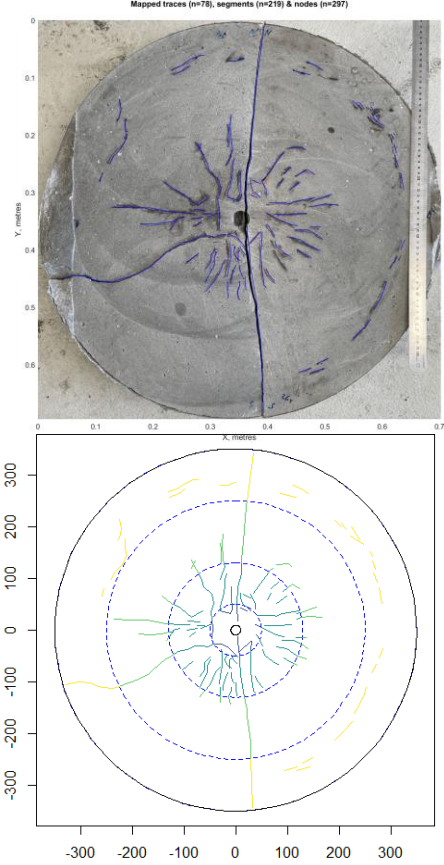 Mapped traces (n=78), segments (n=219) & nodes (n=297)
0
0.1
0.2
0.3
0.4
0.5
0.6
Y, metres
0 0.1 0.2 0.3 0.4 0.5 0.6 0.7
X, metres
300
200
100
0
-100
-200
-300
-300 -200 -100 0 100 200 300